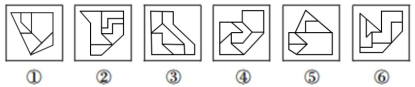 ① ② ③ ④ ⑤ ⑥